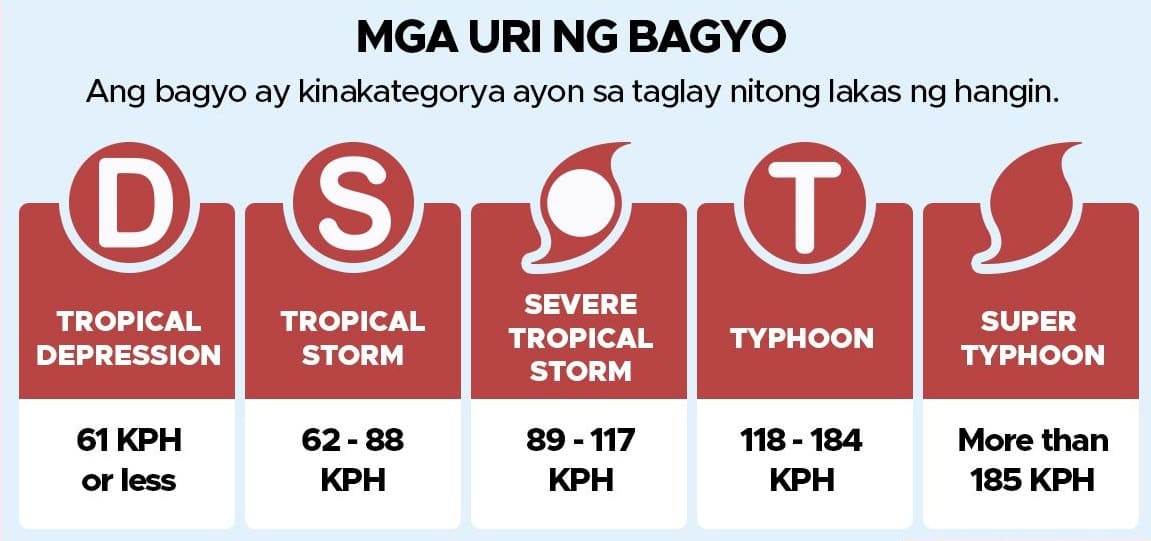 MGA URI NG BAGYO
Ang bagyo ay kinakategorya ayon sa taglay nitong lakas ng hangin.
D
TROPICAL
DEPRESSION
61 KPH
or less
S
TROPICAL
STORM
62 - 88
KPH
SEVERE
TROPICAL
STORM
89 - 117
KPH
T
TYPHOON
118 - 184
KPH
SUPER
TYPHOON
More than
185 KPH